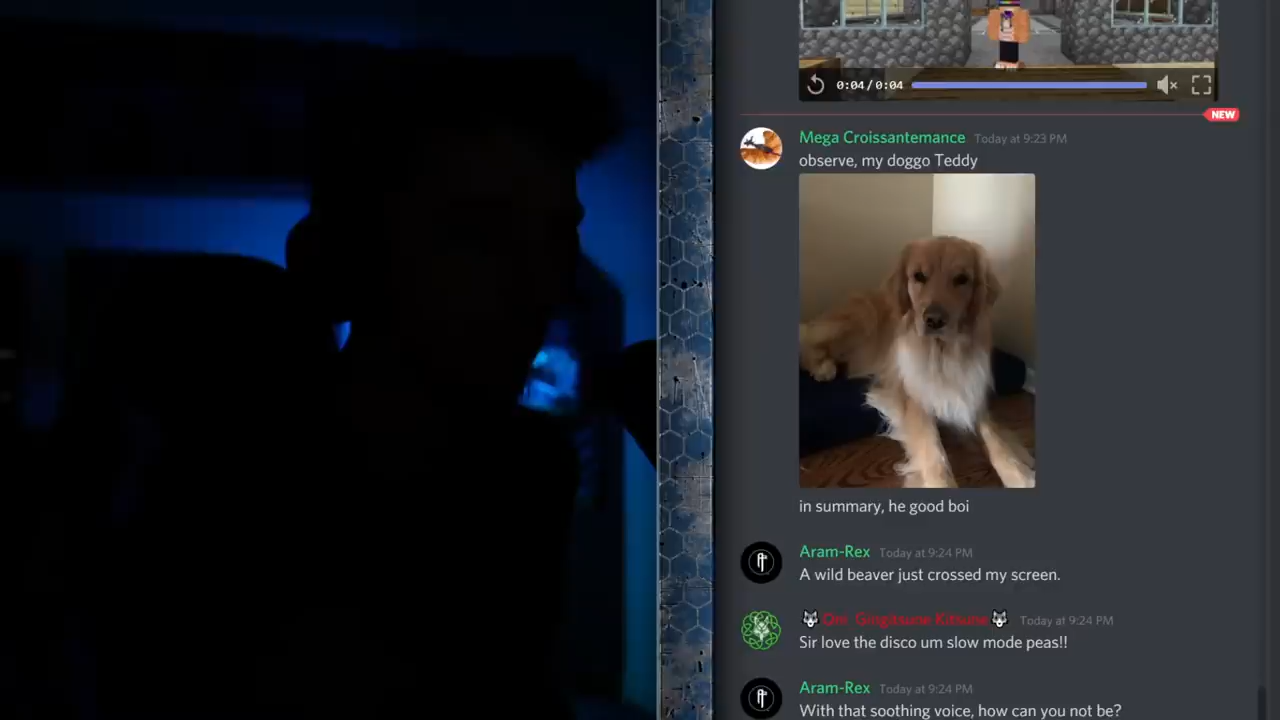 0:04/0:04
NEW
Mega Croissantemance Today at 9:23 PM
observe, my doggo Teddy
in summary, he good boi
Aram-Rex Today at 9:24 PM
A wild beaver just crossed my screen.
Oni Gingitsune Kitsune Today at 9:24 PM
Sir love the disco um slow mode peas!!
Aram-Rex Today at 9:24 PM
With that soothing voice, how can you not be?